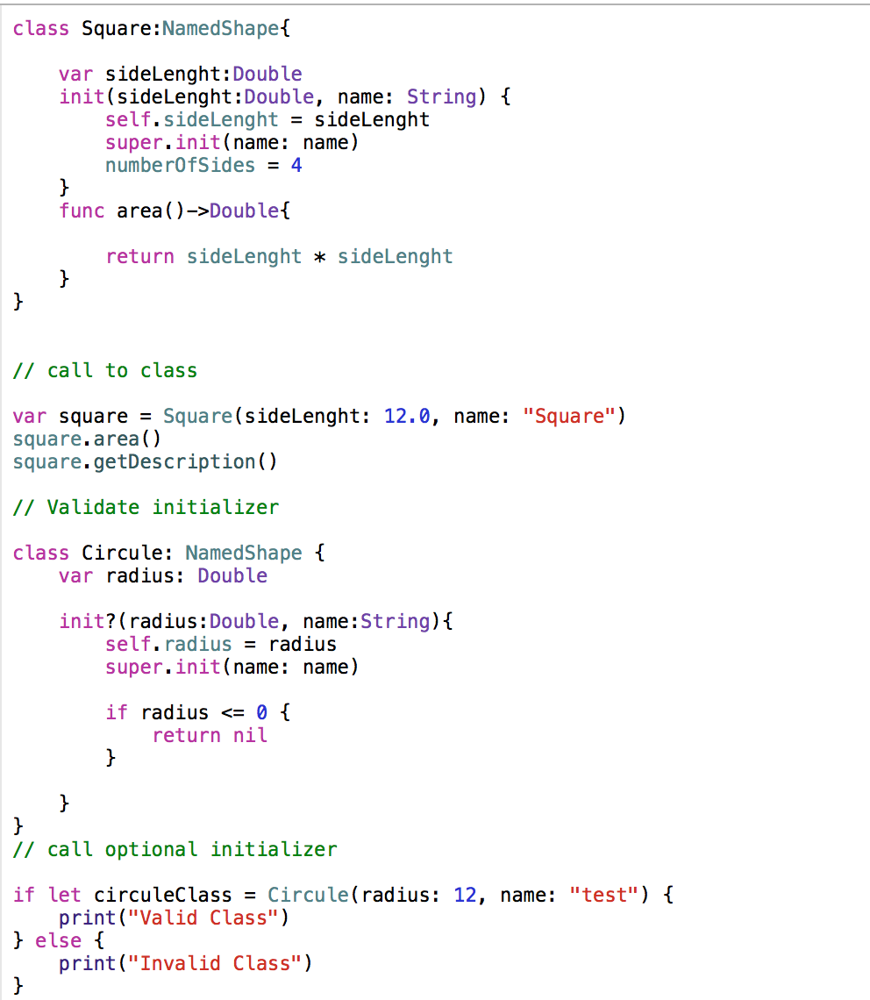 class Square:NamedShape{
    var sideLenght:Double
    init(sideLenght:Double, name: String) {
        self.sideLenght = sideLenght
        super.init(name: name)
        numberOfSides = 4
    }
    func area()->Double{
        return sideLenght * sideLenght
    }
}
// call to class
var square = Square(sideLenght: 12.0, name: "Square")
square.area()
square.getDescription()
// Validate initializer
class Circule: NamedShape {
    var radius: Double
    init?(radius:Double, name:String){
        self.radius = radius
        super.init(name: name)
        if radius <= 0 {
            return nil
        }
    }
}
// call optional initializer
if let circuleClass = Circule(radius: 12, name: "test") {
    print("Valid Class")
} else {
    print("Invalid Class")
}